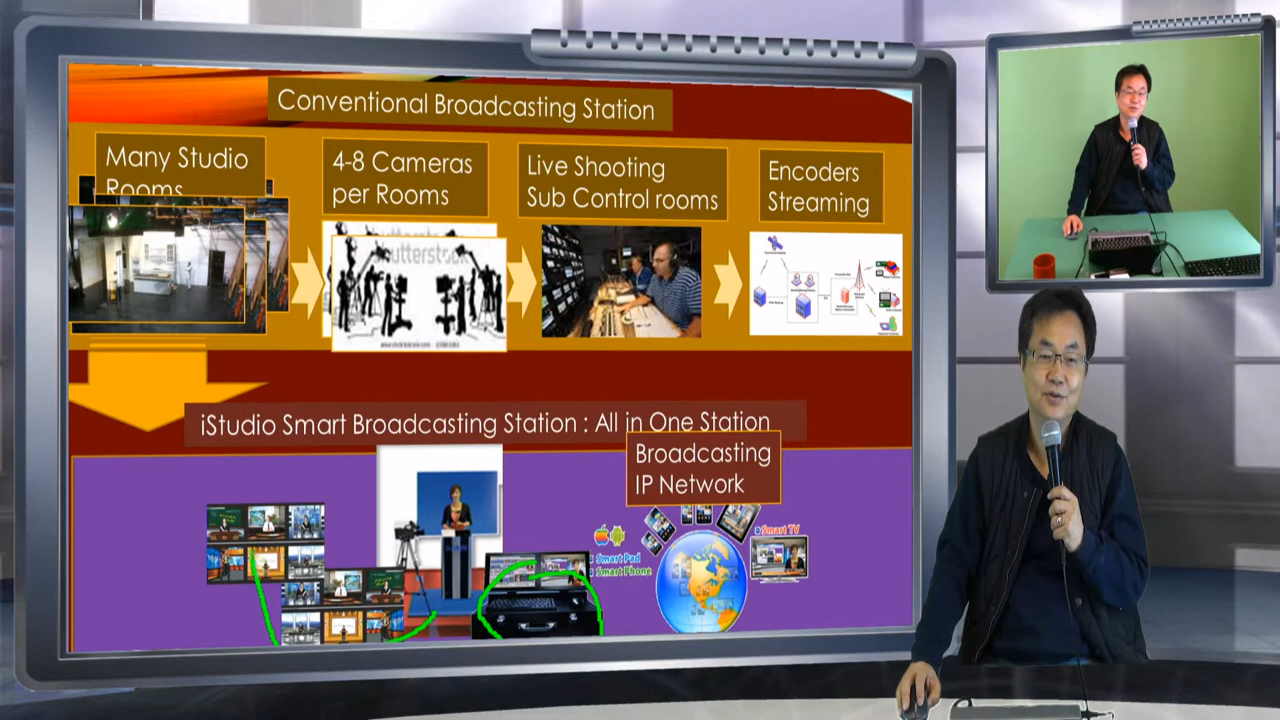 Conventional Broadcasting Station
Many Studio
Rooms
4-8 Cameras
per Rooms
Live Shooting
Sub Control rooms
Encoders
Streaming
iStudio Smart Broadcasting Station : All in One Station
Broadcasting
IP Network
Smart TV
Smart Pad
Smart Phone